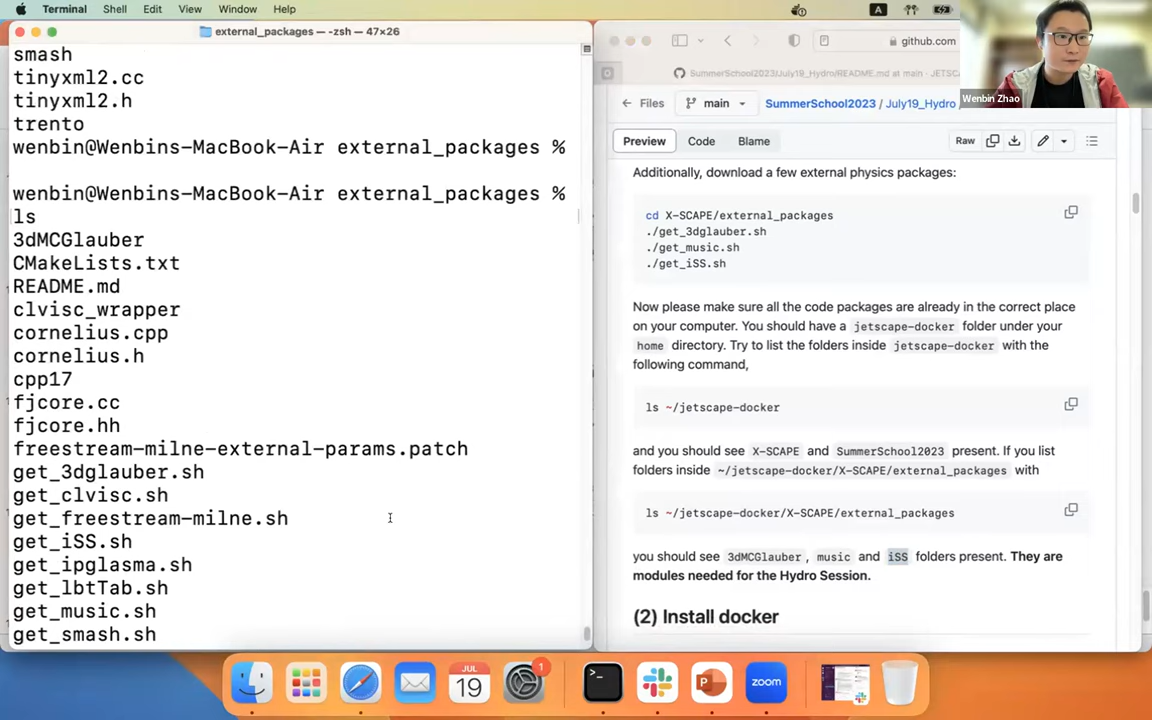 Terminal Shell Edit View Window Help
A
external_packages — -zsh — 47×26
smash
tinyxml2.cc
tinyxml2.h
trento
wenbin@Wenbins-MacBook-Air external_packages %
wenbin@Wenbins-MacBook-Air external_packages %
ls
3dMCGlauber
CMakeLists.txt
README.md
clvisc_wrapper
cornelius.cpp
cornelius.h
cpp17
fjcore.cc
fjcore.hh
freestream-milne-external-params.patch
get_3dglauber.sh
get_clvisc.sh
get_freestream-milne.sh
get_iSS.sh
get_ipglasma.sh
get_lbtTab.sh
get_music.sh
get_smash.sh
github.com
SummerSchool2023/July19_Hydro/README.md at main · JETSCA
Files main SummerSchool2023 / July19_Hydro /
Wenbin Zhao
Preview Code Blame Raw
Additionally, download a few external physics packages:
cd X-SCAPE/external_packages
./get_3dglauber.sh
./get_music.sh
./get_iSS.sh
Now please make sure all the code packages are already in the correct place
on your computer. You should have a jetscape-docker folder under your
home directory. Try to list the folders inside jetscape-docker with the
following command,
ls ~/jetscape-docker
and you should see X-SCAPE and SummerSchool2023 present. If you list
folders inside ~/jetscape-docker/X-SCAPE/external_packages with
ls ~/jetscape-docker/X-SCAPE/external_packages
you should see 3dMCGlauber , music and iSS folders present. They are
modules needed for the Hydro Session.
(2) Install docker
JUL
19
1
zoom